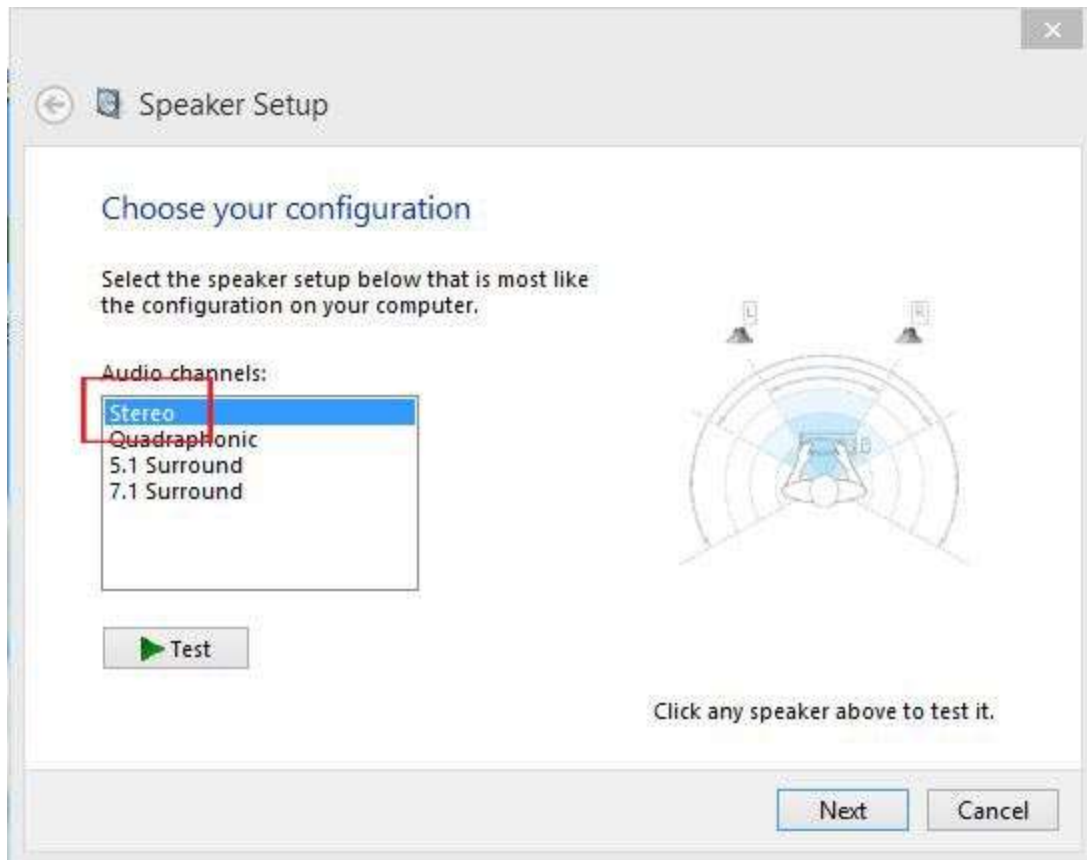 Speaker Setup
Choose your configuration
Select the speaker setup below that is most like
the configuration on your computer.
Audio channels:
Stereo
Quadraphonic
5.1 Surround
7.1 Surround
L
R
Test
Click any speaker above to test it.
Next
Cancel